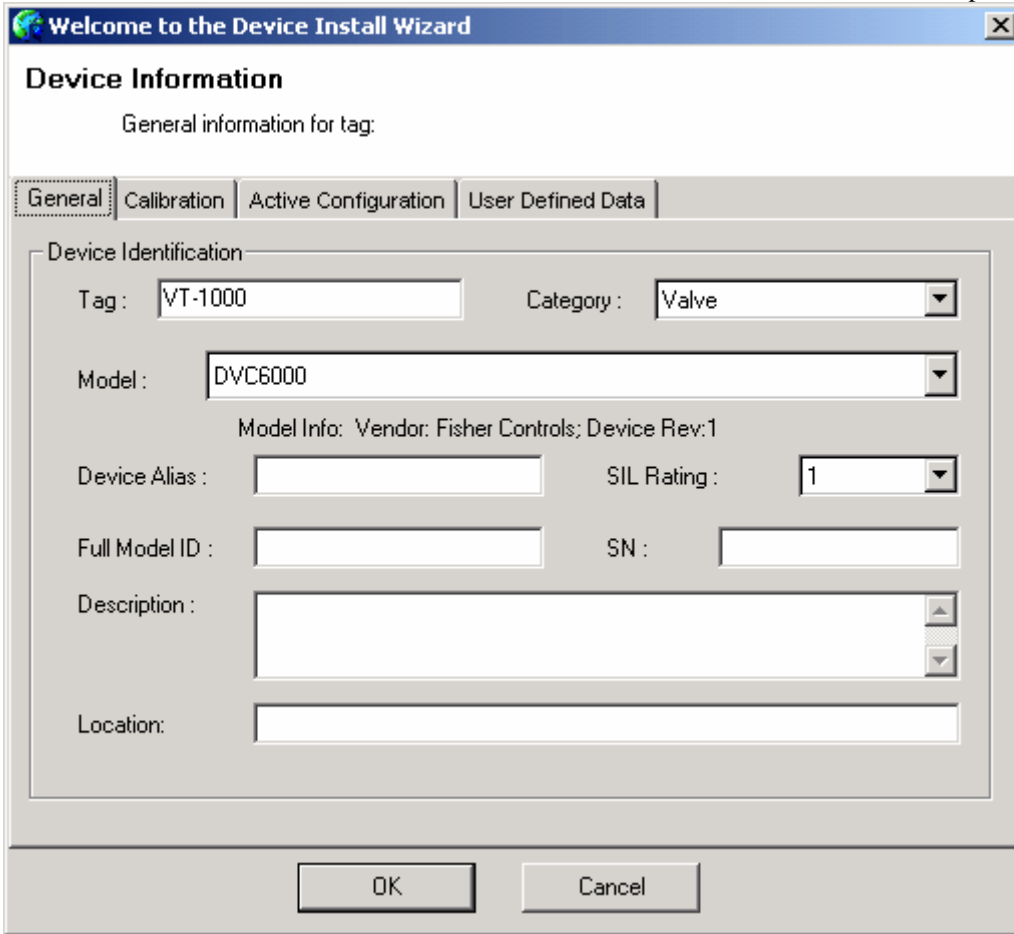 Welcome to the Device Install Wizard
Device Information
General information for tag:
General Calibration Active Configuration User Defined Data
Device Identification
Tag : VT-1000 Category : Valve
Model : DVC6000
Model Info: Vendor: Fisher Controls; Device Rev:1
Device Alias : SIL Rating : 1
Full Model ID : SN :
Description :
Location:
OK Cancel